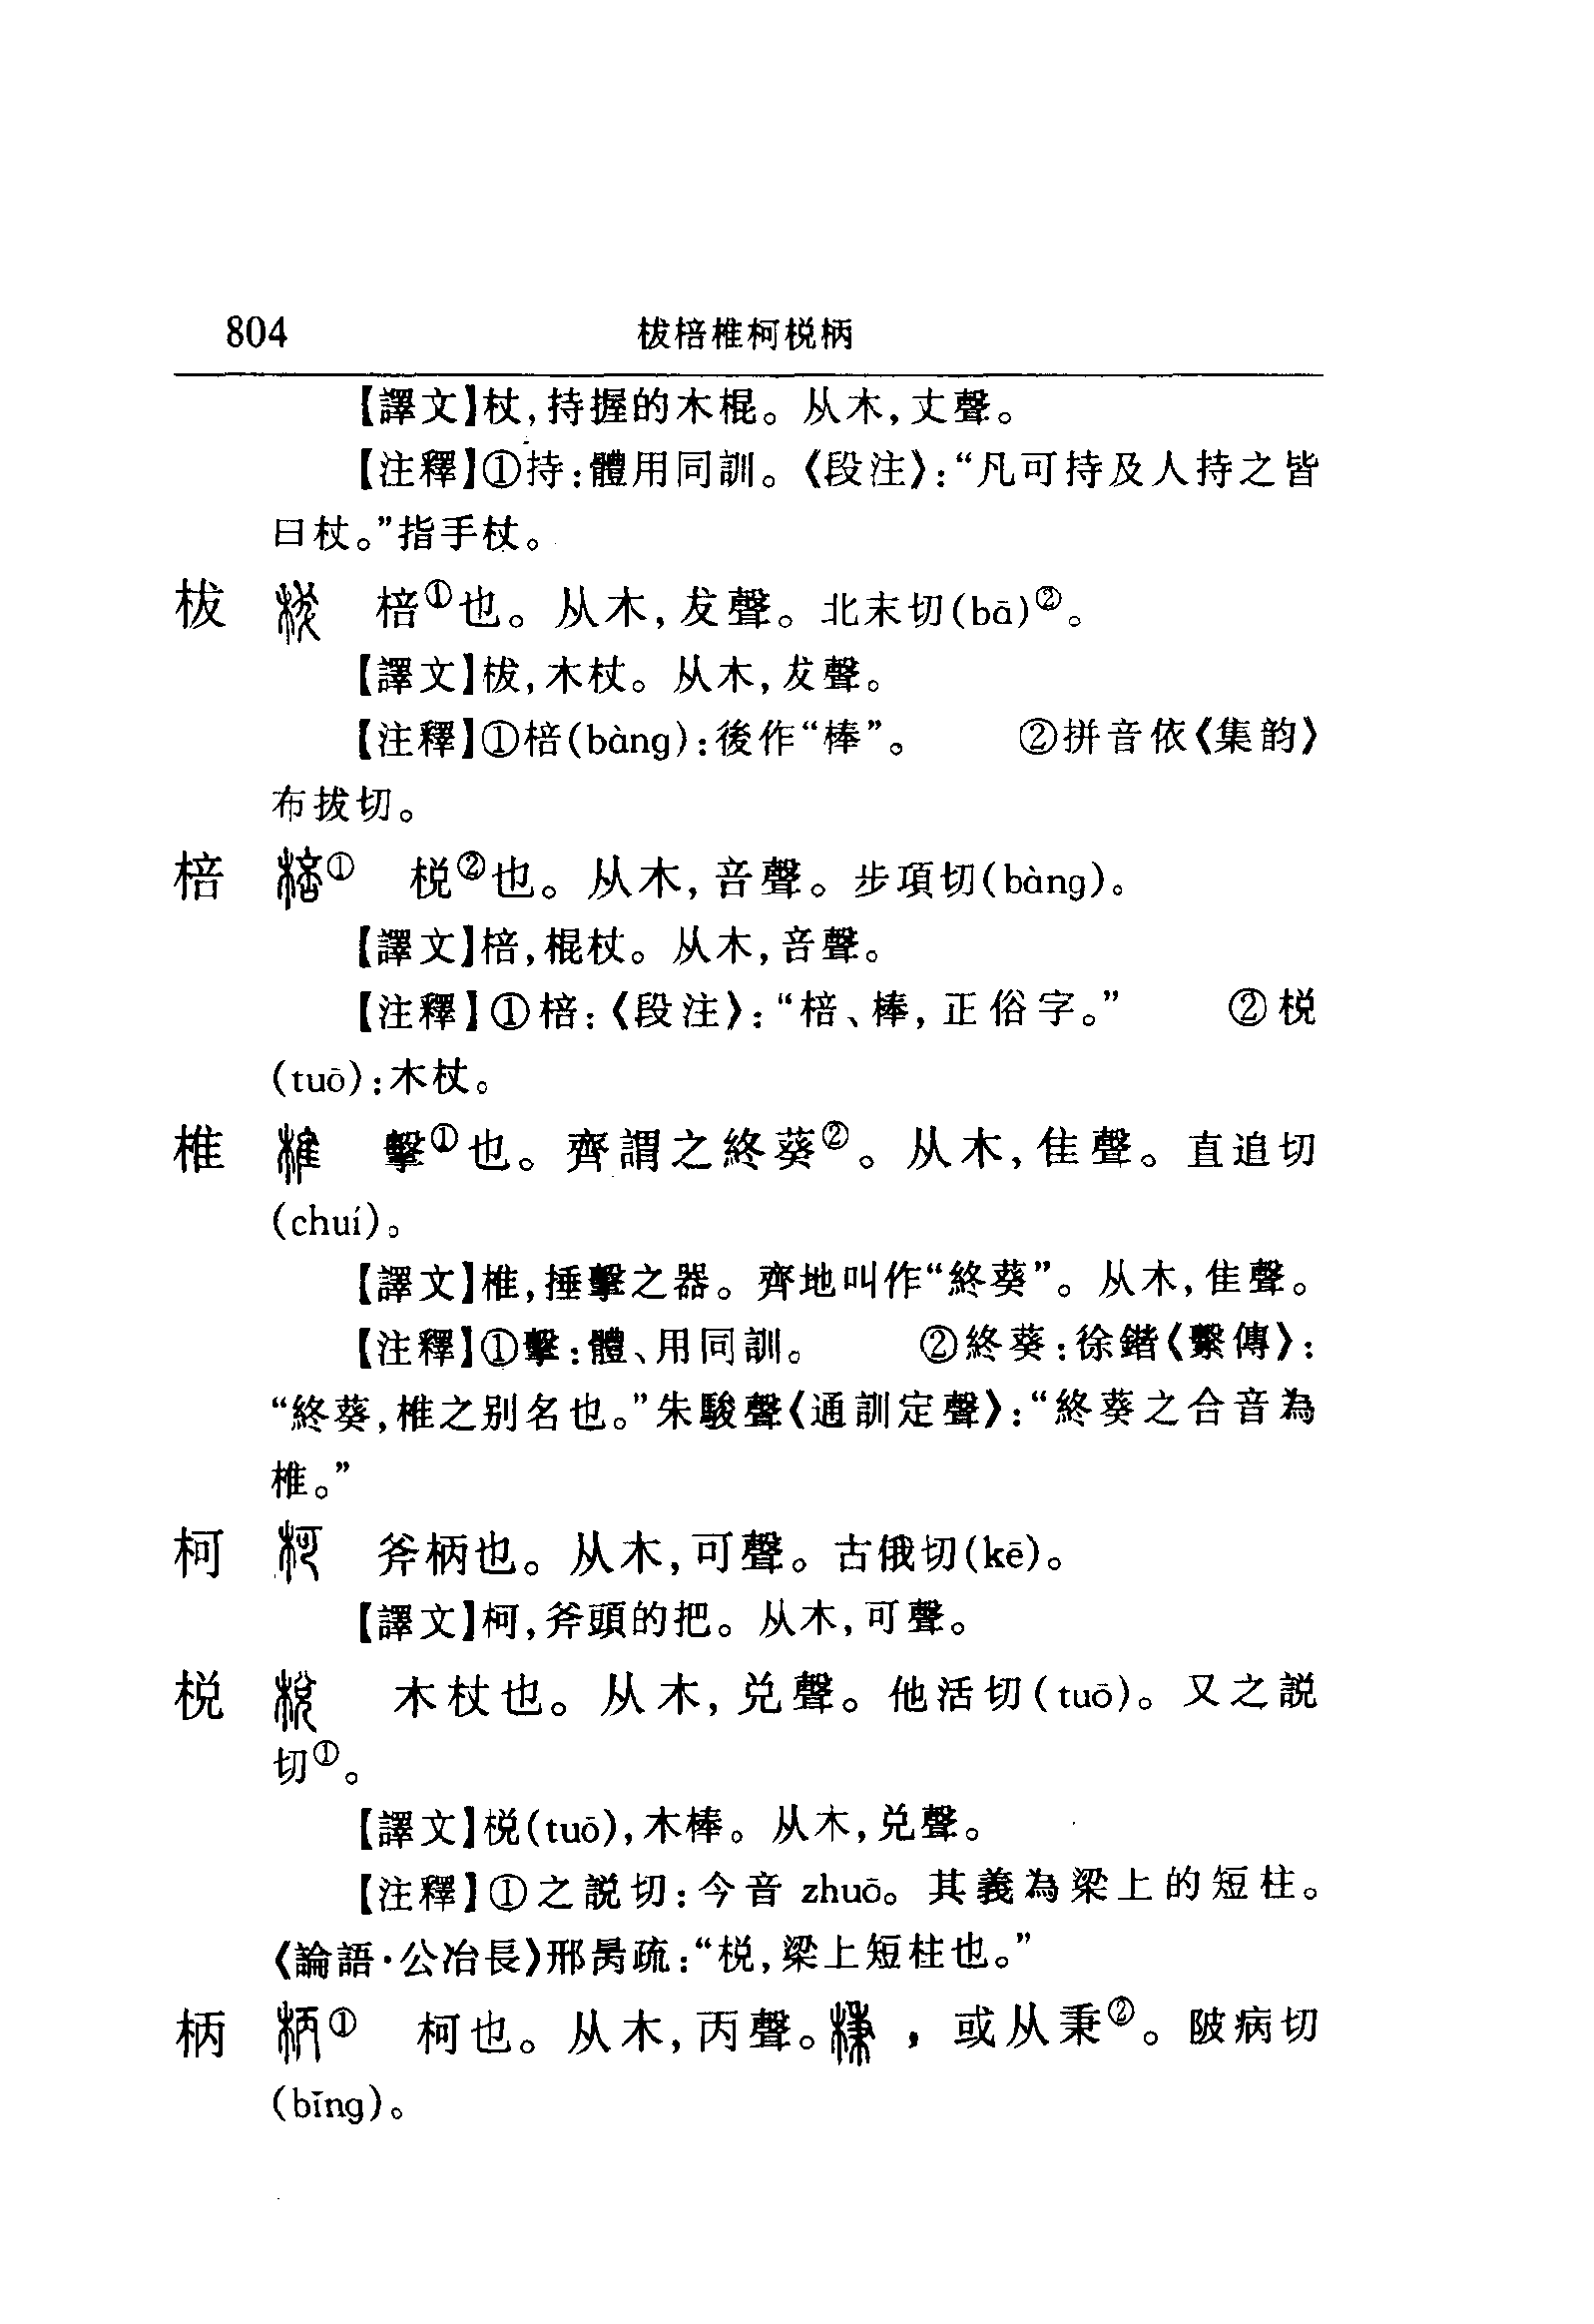 804 柭棓椎柯棁柄
【譯文】杖，持握的木棍。从木，丈聲。
【注釋】①持：體用同訓。《段注》：“凡可持及人持之皆
曰杖。”指手杖。
柭 棓①也。从木，犮聲。北末切(bā)②。
【譯文】柭，木杖。从木，犮聲。
【注釋】①棓(bàng)：後作“棒”。 ②拼音依《集韵》
布拔切。
棓 ① 棁②也。从木，咅聲。步項切(bàng)。
【譯文】棓，棍杖。从木，咅聲。
【注釋】①棓：《段注》：“棓、棒，正俗字。” ②棁
(tuō)：木杖。
椎 擊①也。齊謂之終葵②。从木，隹聲。直追切
(chuí)。
【譯文】椎，捶擊之器。齊地叫作“終葵”。从木，隹聲。
【注釋】①擊：體、用同訓。 ②終葵：徐鍇《繫傳》：
“終葵，椎之别名也。”朱駿聲《通訓定聲》：“終葵之合音為
椎。”
柯 斧柄也。从木，可聲。古俄切(kē)。
【譯文】柯，斧頭的把。从木，可聲。
棁 木杖也。从木，兑聲。他活切(tuō)。又之説
切①。
【譯文】棁(tuō)，木棒。从木，兑聲。
【注釋】①之説切：今音 zhuō。其義為梁上的短柱。
《論語·公冶長》邢昺疏：“棁，梁上短柱也。”
柄 ① 柯也。从木，丙聲。 ，或从秉②。陂病切
(bǐng)。